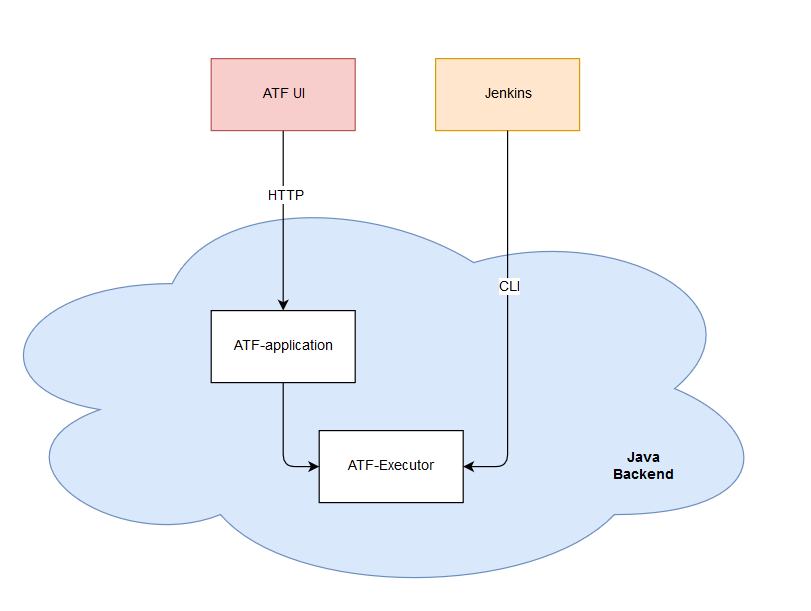 ATF UI
Jenkins
HTTP
CLI
ATF-application
ATF-Executor
Java
Backend